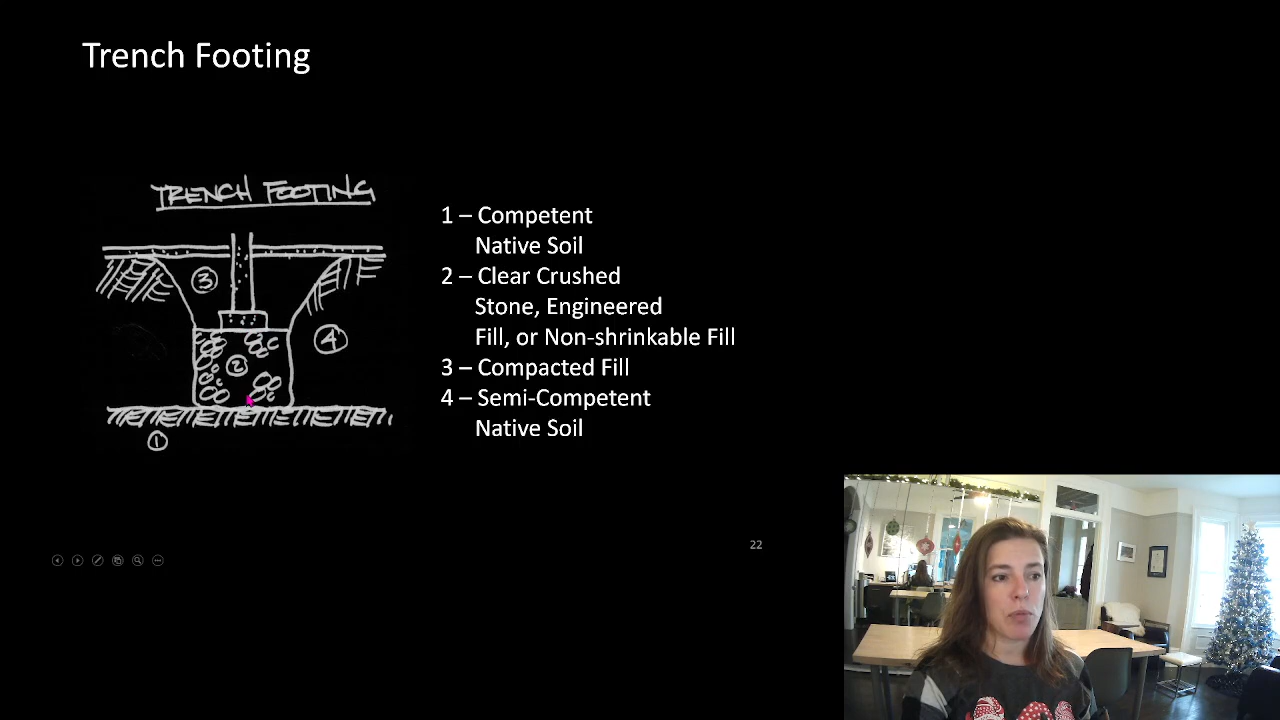 Trench Footing
TRENCH FOOTING
3
4
2
1
1 – Competent
Native Soil
2 – Clear Crushed
Stone, Engineered
Fill, or Non-shrinkable Fill
3 – Compacted Fill
4 – Semi-Competent
Native Soil
22